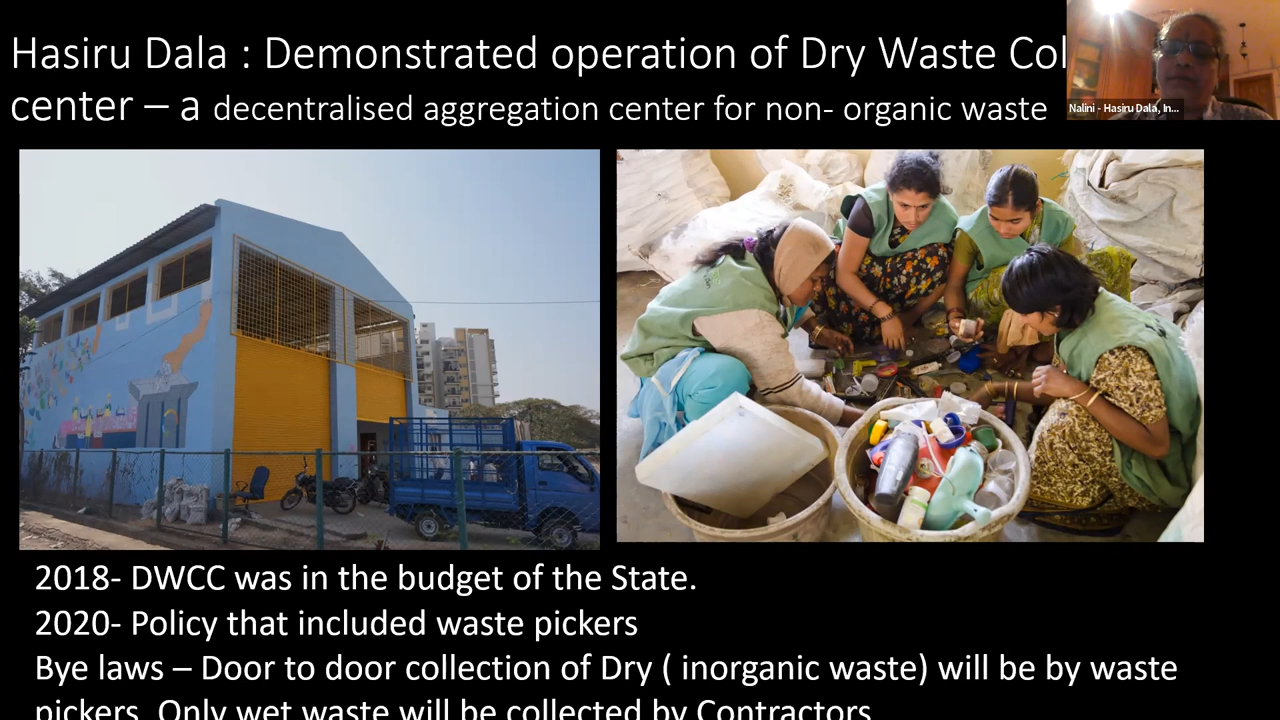 Hasiru Dala : Demonstrated operation of Dry Waste Col
center – a decentralised aggregation center for non- organic waste
Nalini - Hasiru Dala, In...
2018- DWCC was in the budget of the State.
2020- Policy that included waste pickers
Bye laws – Door to door collection of Dry ( inorganic waste) will be by waste
pickers. Only wet waste will be collected by Contractors